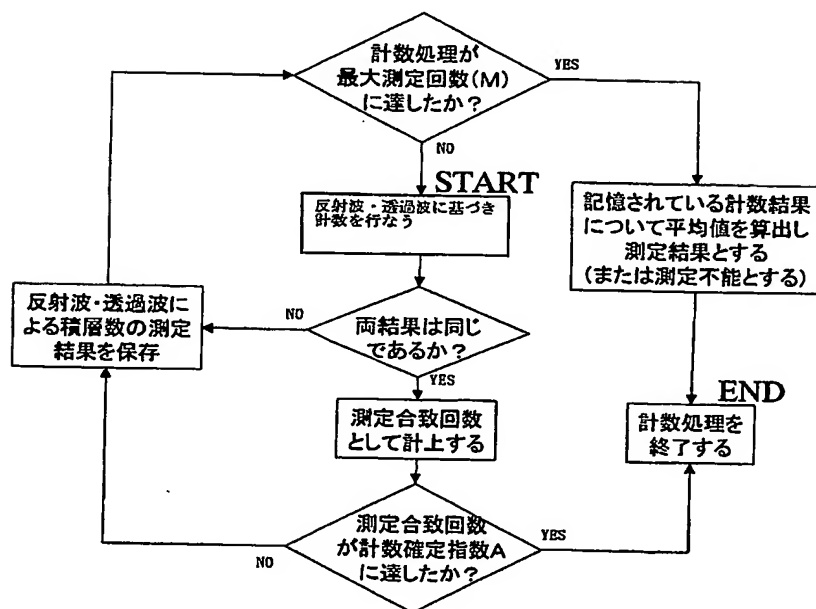 計数処理が
最大測定回数(M)
に達したか？
YES
NO
START
反射波・透過波に基づき
計数を行なう
記憶されている計数結果
について平均値を算出し
測定結果とする
(または測定不能とする)
反射波・透過波に
よる積層数の測定
結果を保存
NO
両結果は同じ
であるか？
YES
END
測定合致回数
として計上する
計数処理を
終了する
測定合致回数
が計数確定指数A
に達したか？
NO
YES